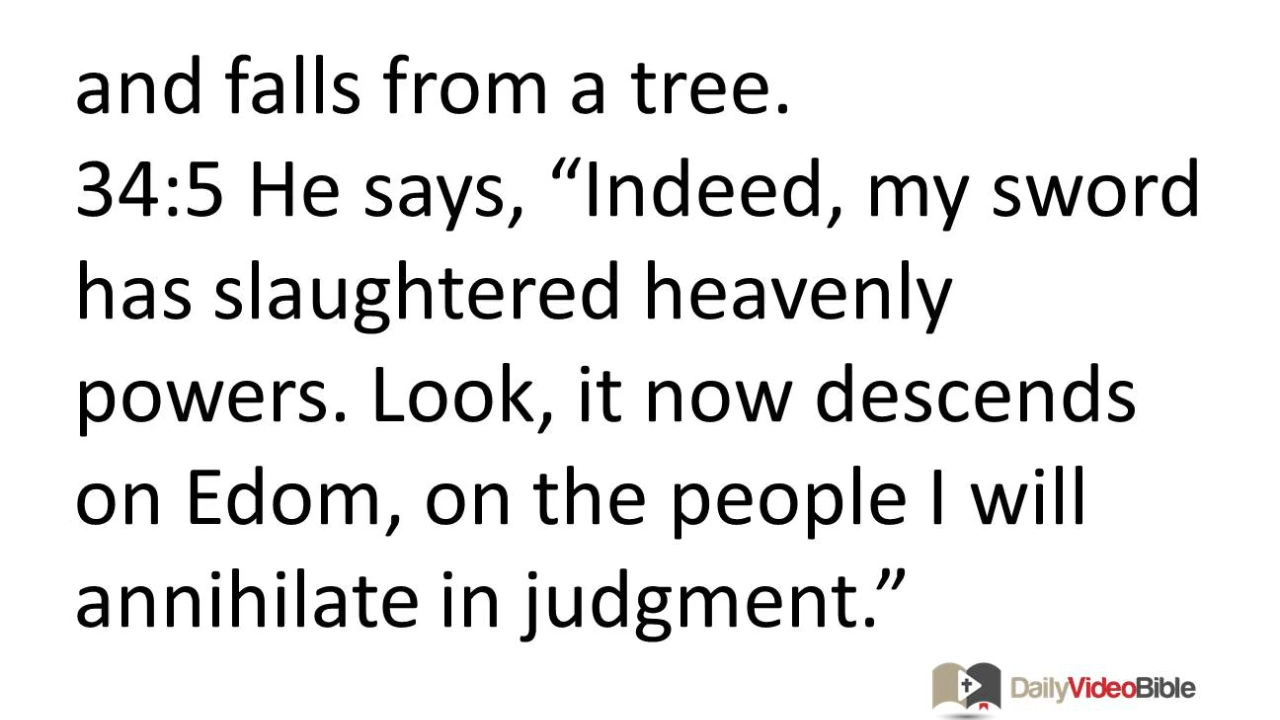 and falls from a tree.
34:5 He says, “Indeed, my sword
has slaughtered heavenly
powers. Look, it now descends
on Edom, on the people I will
annihilate in judgment.”
DailyVideoBible